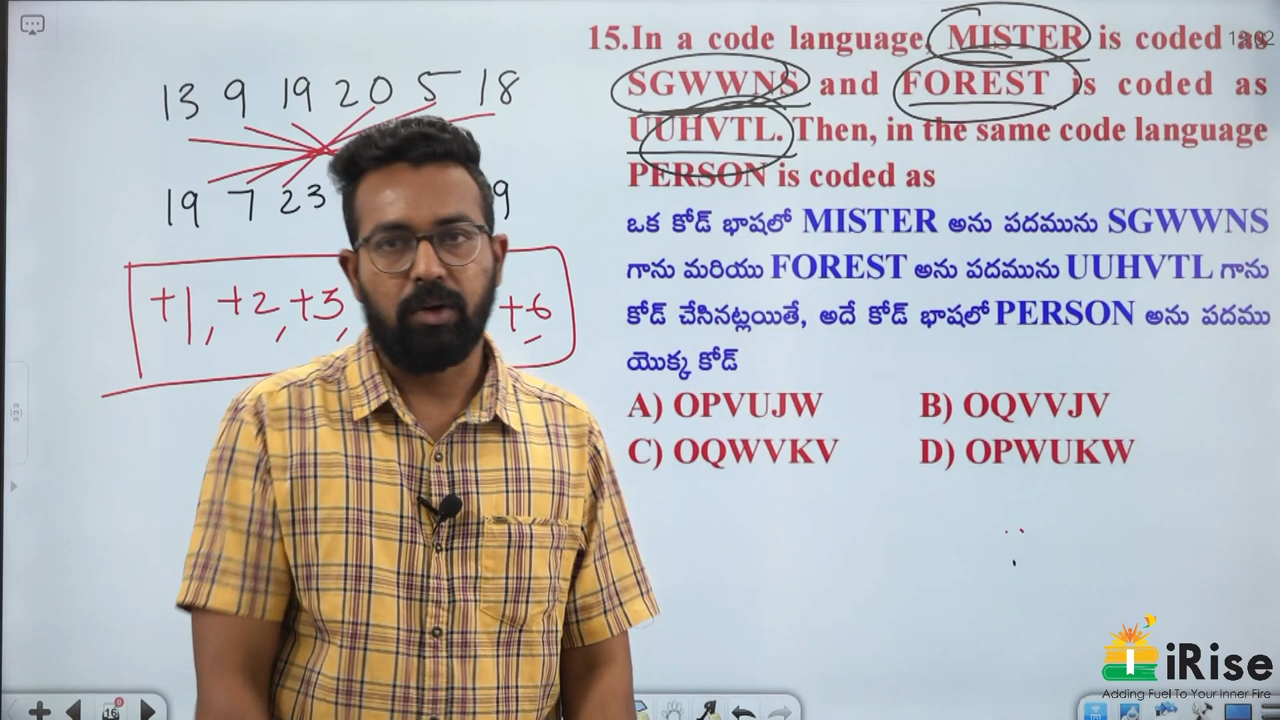 15.In a code language, MISTER is coded as
SGWWNS and FOREST is coded as
UUHVTL. Then, in the same code language
PERSON is coded as
ఒక కోడ్ భాషలో MISTER అను పదమును SGWWNS
గాను మరియు FOREST అను పదమును UUHVTL గాను
కోడ్ చేసినట్లయితే, అదే కోడ్ భాషలో PERSON అను పదము
యొక్క కోడ్
A) OPVUJW B) OQVVJV
C) OQWVKV D) OPWUKW
13 9 19 20 5 18
19 7 23 9
+1, +2, +3, +6
16
iRise
Adding Fuel To Your Inner Fire